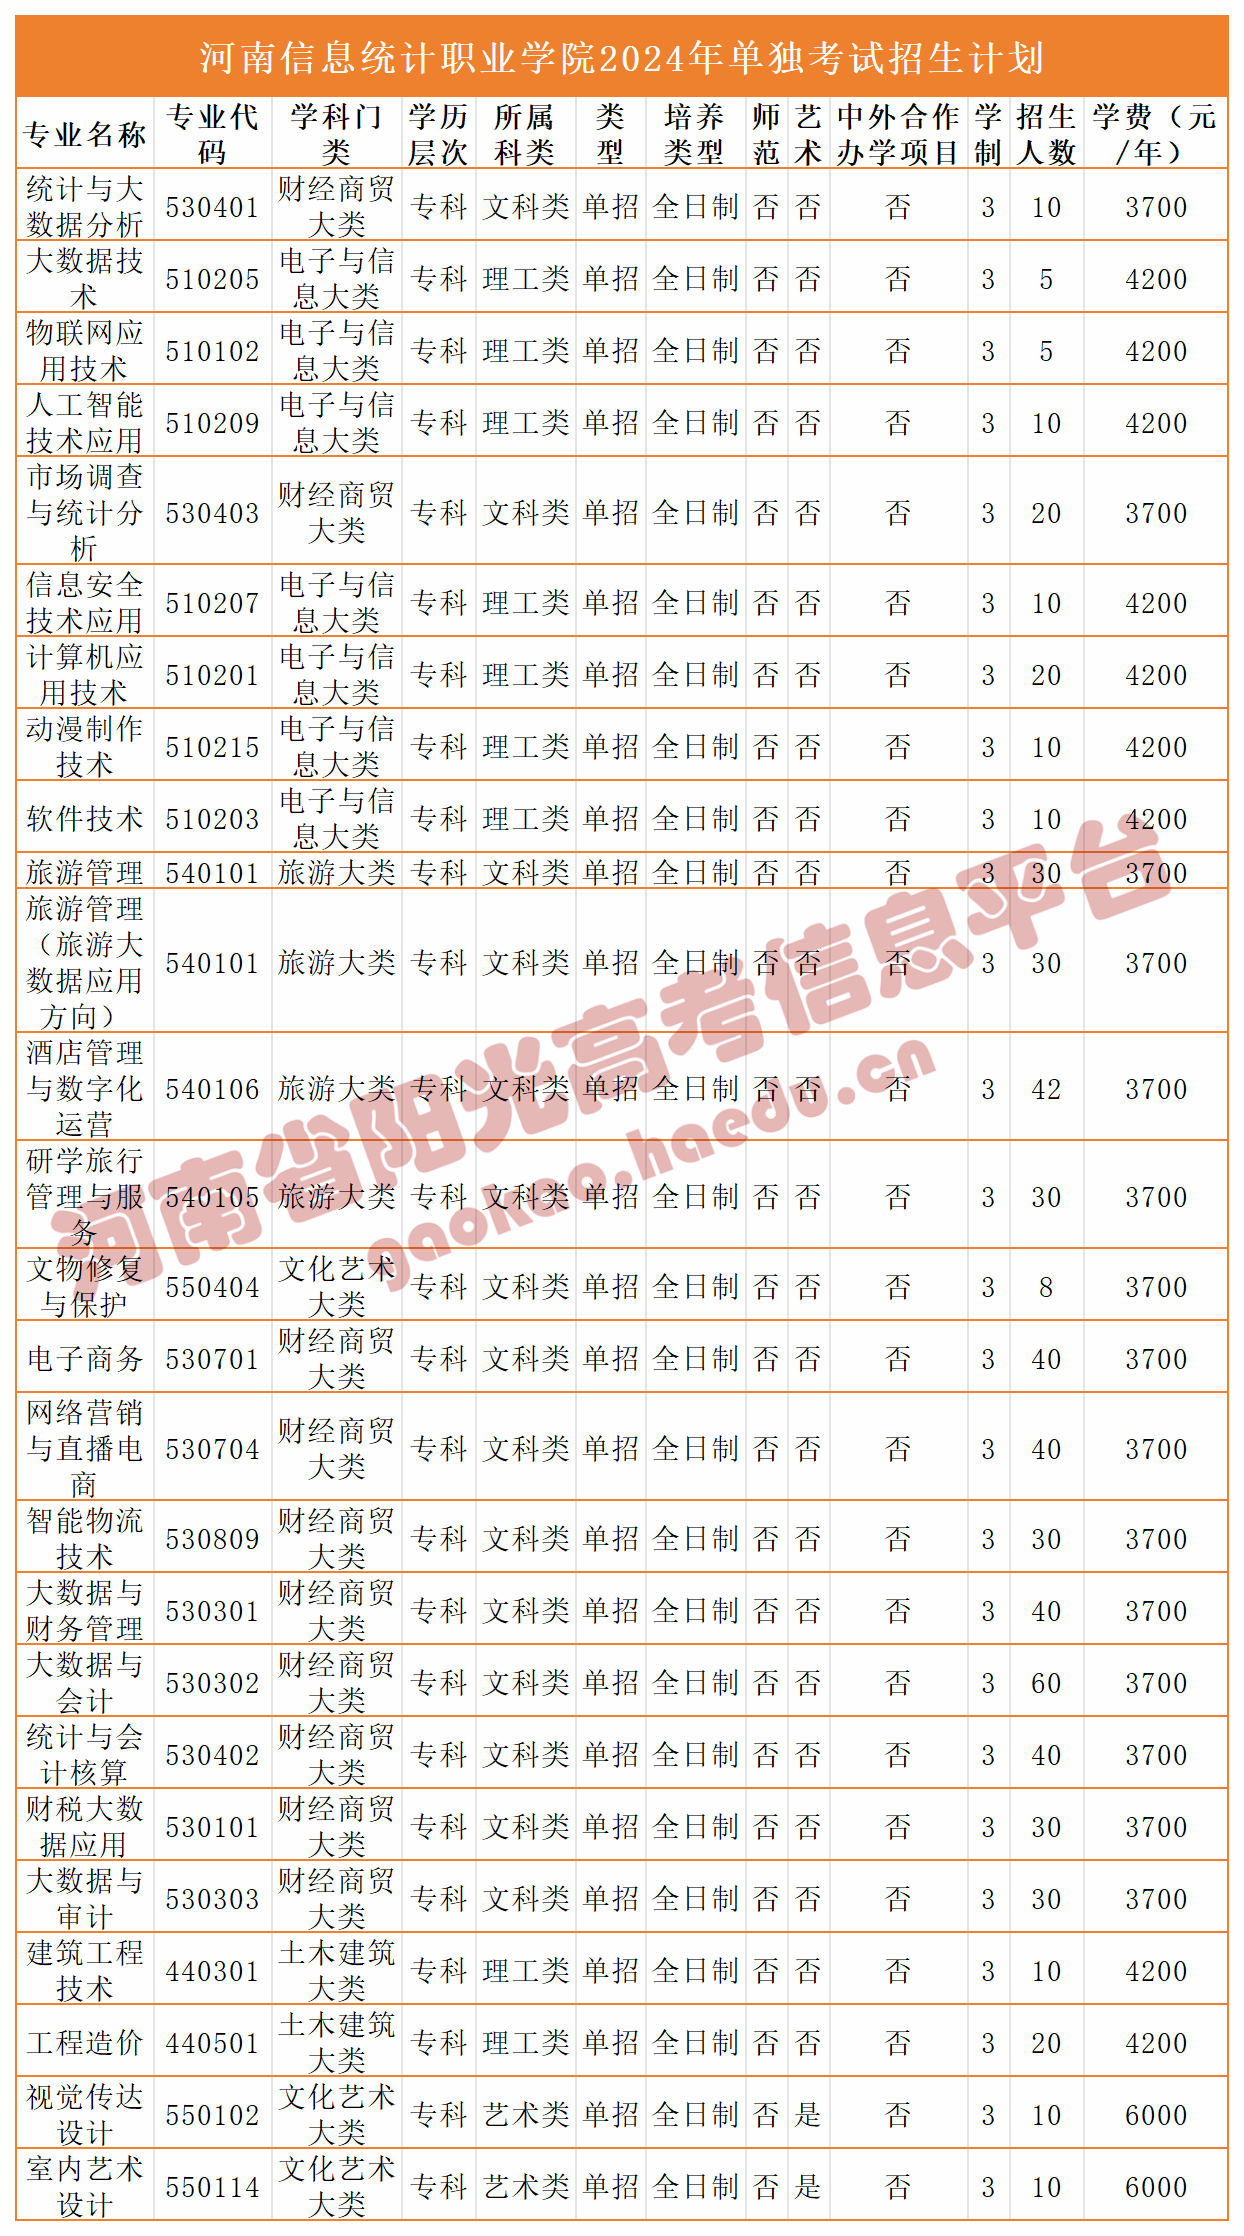 河南信息统计职业学院2024年单独考试招生计划
专业名称 专业代码 学科门类 学历层次 所属科类 类型 培养类型 师范 艺术 中外合作办学项目 学制 招生人数 学费（元/年）
统计与大数据分析 530401 财经商贸大类 专科 文科类 单招 全日制 否 否 否 3 10 3700
大数据技术 510205 电子与信息大类 专科 理工类 单招 全日制 否 否 否 3 5 4200
物联网应用技术 510102 电子与信息大类 专科 理工类 单招 全日制 否 否 否 3 5 4200
人工智能技术应用 510209 电子与信息大类 专科 理工类 单招 全日制 否 否 否 3 10 4200
市场调查与统计分析 530403 财经商贸大类 专科 文科类 单招 全日制 否 否 否 3 20 3700
信息安全技术应用 510207 电子与信息大类 专科 理工类 单招 全日制 否 否 否 3 10 4200
计算机应用技术 510201 电子与信息大类 专科 理工类 单招 全日制 否 否 否 3 20 4200
动漫制作技术 510215 电子与信息大类 专科 理工类 单招 全日制 否 否 否 3 10 4200
软件技术 510203 电子与信息大类 专科 理工类 单招 全日制 否 否 否 3 10 4200
旅游管理 540101 旅游大类 专科 文科类 单招 全日制 否 否 否 3 30 3700
旅游管理（旅游大数据应用方向） 540101 旅游大类 专科 文科类 单招 全日制 否 否 否 3 30 3700
酒店管理与数字化运营 540106 旅游大类 专科 文科类 单招 全日制 否 否 否 3 42 3700
研学旅行管理与服务 540105 旅游大类 专科 文科类 单招 全日制 否 否 否 3 30 3700
文物修复与保护 550404 文化艺术大类 专科 文科类 单招 全日制 否 否 否 3 8 3700
电子商务 530701 财经商贸大类 专科 文科类 单招 全日制 否 否 否 3 40 3700
网络营销与直播电商 530704 财经商贸大类 专科 文科类 单招 全日制 否 否 否 3 40 3700
智能物流技术 530809 财经商贸大类 专科 文科类 单招 全日制 否 否 否 3 30 3700
大数据与财务管理 530301 财经商贸大类 专科 文科类 单招 全日制 否 否 否 3 40 3700
大数据与会计 530302 财经商贸大类 专科 文科类 单招 全日制 否 否 否 3 60 3700
统计与会计核算 530402 财经商贸大类 专科 文科类 单招 全日制 否 否 否 3 40 3700
财税大数据应用 530101 财经商贸大类 专科 文科类 单招 全日制 否 否 否 3 30 3700
大数据与审计 530303 财经商贸大类 专科 文科类 单招 全日制 否 否 否 3 30 3700
建筑工程技术 440301 土木建筑大类 专科 理工类 单招 全日制 否 否 否 3 10 4200
工程造价 440501 土木建筑大类 专科 理工类 单招 全日制 否 否 否 3 20 4200
视觉传达设计 550102 文化艺术大类 专科 艺术类 单招 全日制 否 是 否 3 10 6000
室内艺术设计 550114 文化艺术大类 专科 艺术类 单招 全日制 否 是 否 3 10 6000
河南省阳光高考信息平台
gaokao.haedu.cn